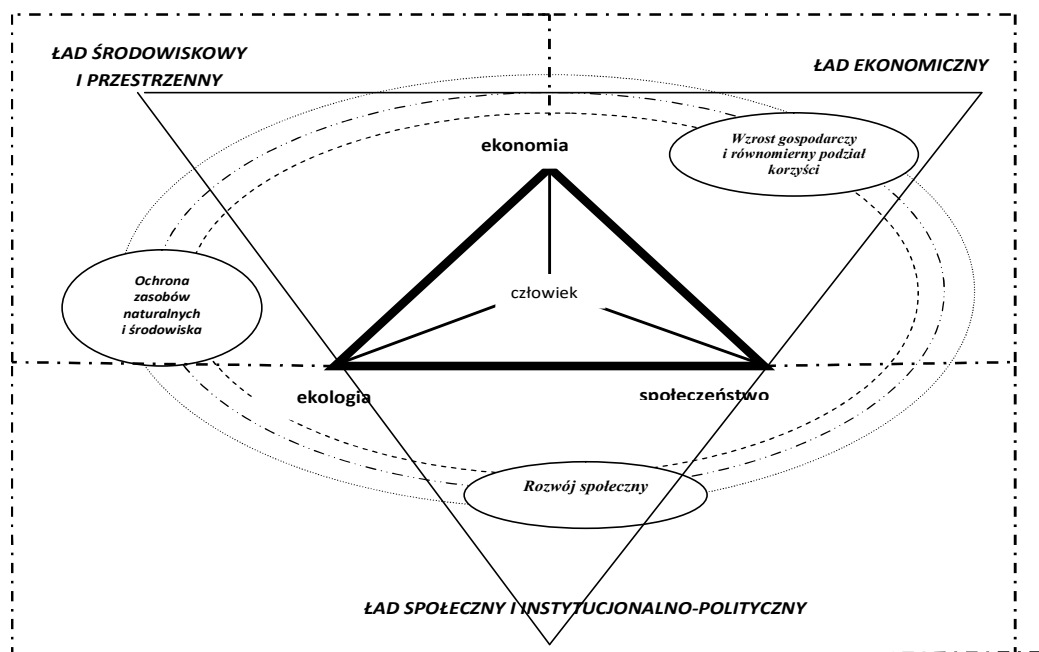 ŁAD ŚRODOWISKOWY
I PRZESTRZENNY
ŁAD EKONOMICZNY
Wzrost gospodarczy
i równomierny podział
korzyści
ekonomia
Ochrona
zasobów
naturalnych
i środowiska
człowiek
ekologia
społeczeństwo
Rozwój społeczny
ŁAD SPOŁECZNY I INSTYTUCJONALNO-POLITYCZNY